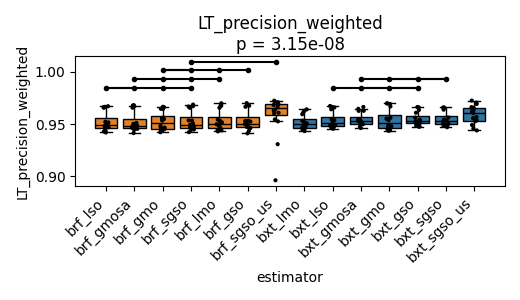 LT_precision_weighted
p = 3.15e-08
LT_precision_weighted
1.00
0.95
0.90
brf_lso
brf_gmosa
brf_gmo
brf_sgso
brf_lmo
brf_gso
brf_sgso_us
bxt_lmo
bxt_lso
bxt_gmosa
bxt_gmo
bxt_gso
bxt_sgso
bxt_sgso_us
estimator